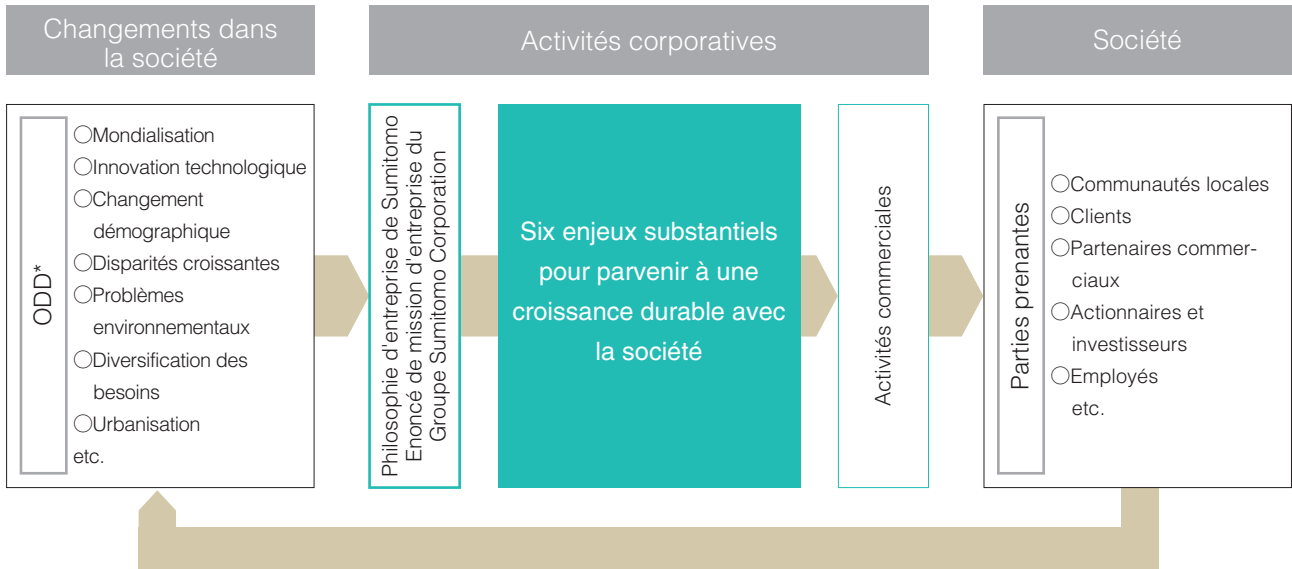 Changements dans
la société
Activités corporatives
Société
ODD*
○Mondialisation
○Innovation technologique
○Changement
démographique
○Disparités croissantes
○Problèmes
environnementaux
○Diversification des
besoins
○Urbanisation
etc.
Philosophie d'entreprise de Sumitomo
Enoncé de mission d'entreprise du
Groupe Sumitomo Corporation
Six enjeux substantiels
pour parvenir à une
croissance durable avec
la société
Activités commerciales
Parties prenantes
○Communautés locales
○Clients
○Partenaires commer-
ciaux
○Actionnaires et
investisseurs
○Employés
etc.